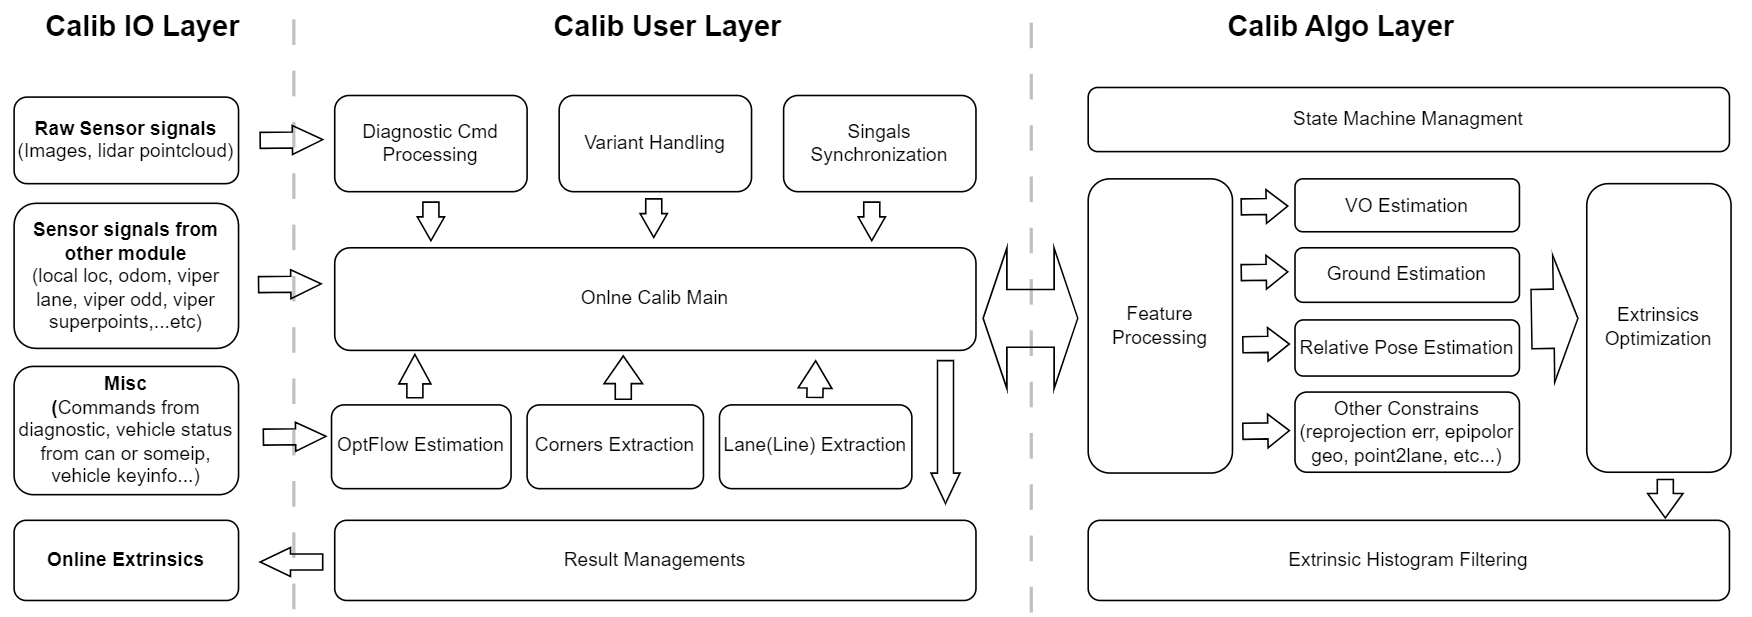 Calib IO Layer
Calib User Layer
Calib Algo Layer
Raw Sensor signals
(Images, lidar pointcloud)
Sensor signals from
other module
(local loc, odom, viper
lane, viper odd, viper
superpoints,...etc)
Misc
(Commands from
diagnostic, vehicle status
from can or someip,
vehicle keyinfo...)
Online Extrinsics
Diagnostic Cmd
Processing
Variant Handling
Singals
Synchronization
Onlne Calib Main
OptFlow Estimation
Corners Extraction
Lane(Line) Extraction
Result Managements
State Machine Managment
Feature
Processing
VO Estimation
Ground Estimation
Relative Pose Estimation
Other Constrains
(reprojection err, epipolor
geo, point2lane, etc...)
Extrinsics
Optimization
Extrinsic Histogram Filtering